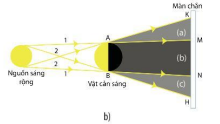 Màn chắn
K
1
A
(a)
M
2
(b)
2
N
1
B
(c)
H
Nguồn sáng
rộng
Vật cản sáng
b)